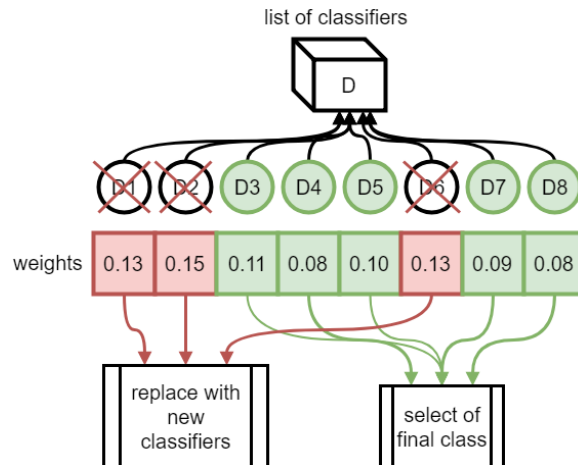 list of classifiers
D
D1 D2 D3 D4 D5 D6 D7 D8
weights 0.13 0.15 0.11 0.08 0.10 0.13 0.09 0.08
replace with
new
classifiers
select of
final class